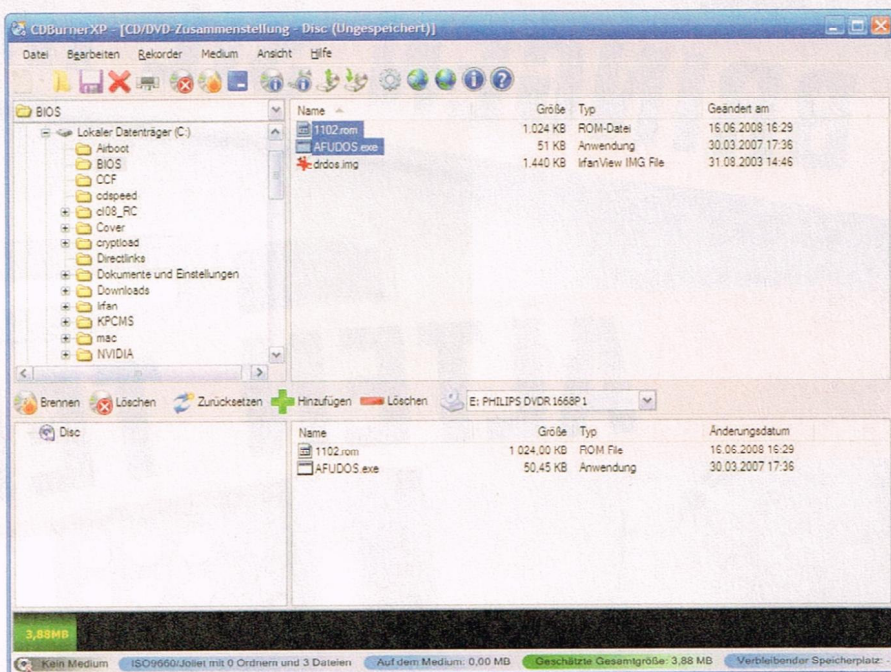 CDBurnerXP - [CD/DVD-Zusammenstellung - Disc (Ungespeichert)]
Datei Bearbeiten Rekorder Medium Ansicht Hilfe
BIOS
Lokaler Datenträger (C:)
Airboot
BIOS
CCF
cdspeed
cl08_RC
Cover
cryptload
Directlinks
Dokumente und Einstellungen
Downloads
Irfan
KPCMS
mac
NVIDIA
Name Größe Typ Geändert am
1102.rom 1.024 KB ROM-Datei 16.06.2008 16:29
AFUDOS.exe 51 KB Anwendung 30.03.2007 17:36
drdos.img 1.440 KB IrfanView IMG File 31.08.2003 14:46
Brennen Löschen Zurücksetzen Hinzufügen Löschen E: PHILIPS DVDR1668P1
Disc
Name Größe Typ Änderungsdatum
1102.rom 1 024,00 KB ROM File 16.06.2008 16:29
AFUDOS.exe 50,45 KB Anwendung 30.03.2007 17:36
3,88MB
Kein Medium ISO9660/Joliet mit 0 Ordnern und 3 Dateien Auf dem Medium: 0,00 MB Geschätzte Gesamtgröße: 3,88 MB Verbleibender Speicherplatz: